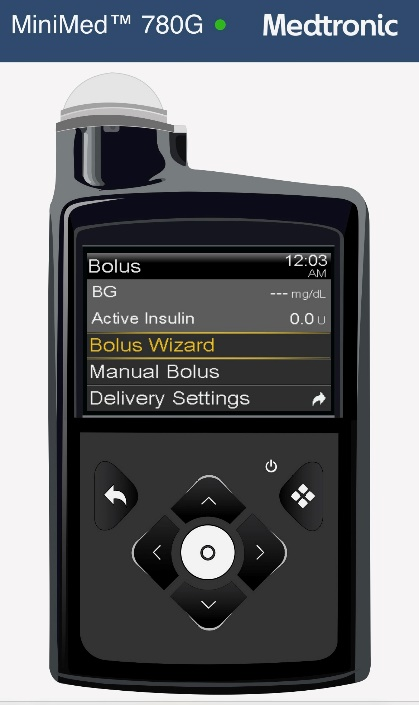 MiniMed™ 780G
Medtronic
Bolus
12:03
AM
BG
--- mg/dL
Active Insulin
0.0 U
Bolus Wizard
Manual Bolus
Delivery Settings